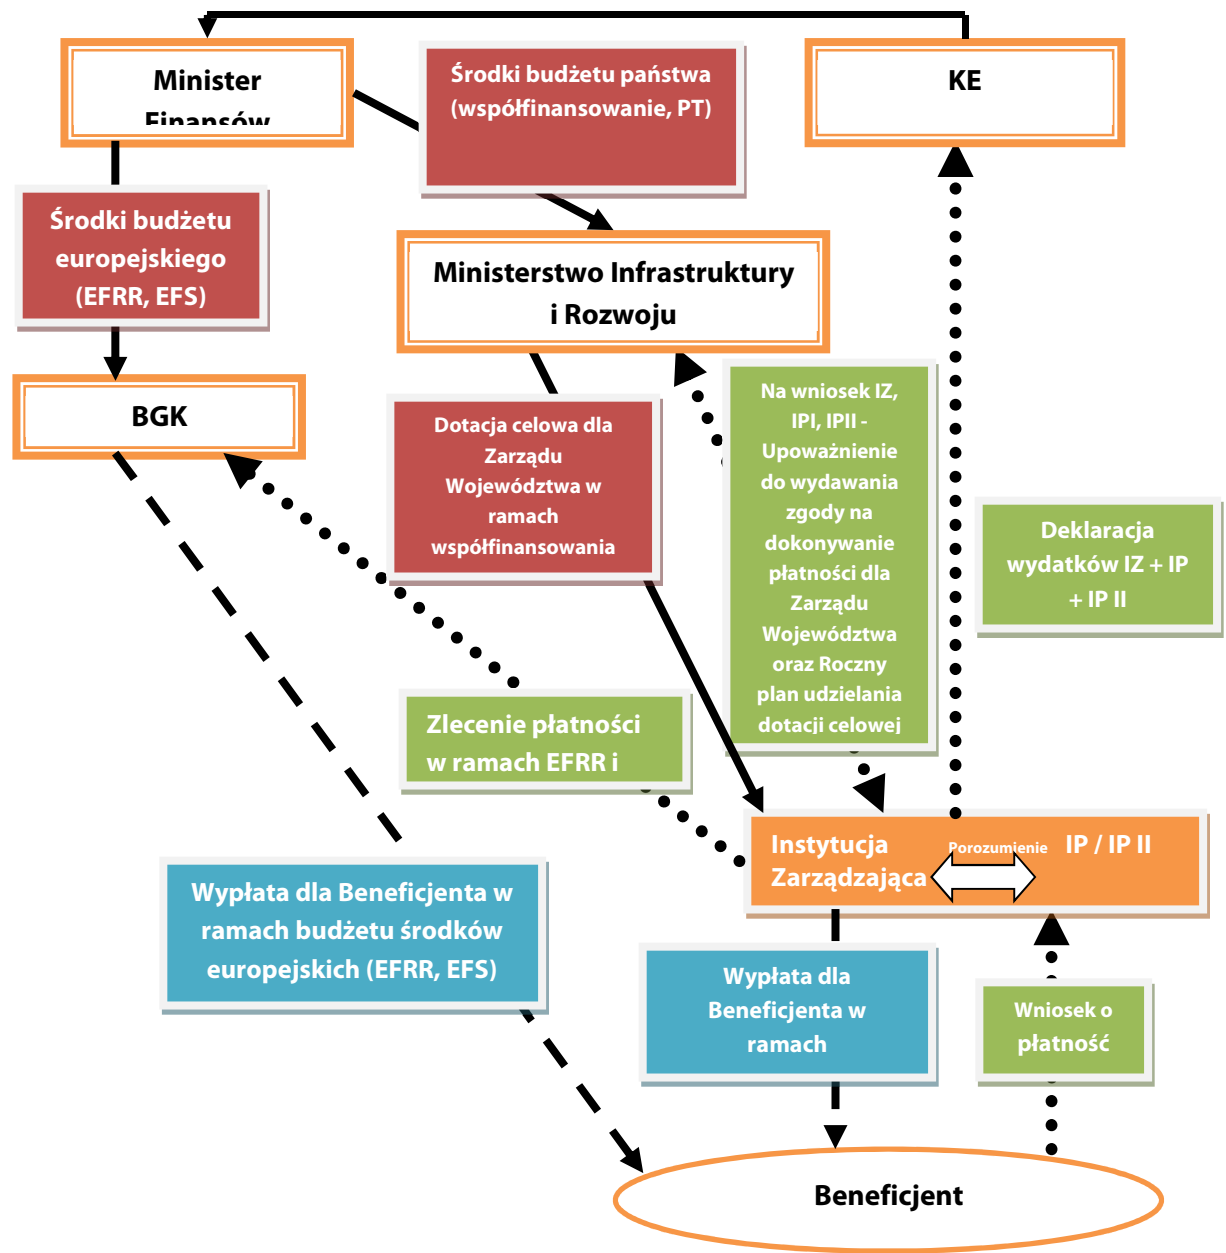 Minister
Finansów
KE
Środki budżetu państwa
(współfinansowanie, PT)
Środki budżetu
europejskiego
(EFRR, EFS)
Ministerstwo Infrastruktury
i Rozwoju
BGK
Dotacja celowa dla
Zarządu
Województwa w
ramach
współfinansowania
Na wniosek IZ,
IPI, IPII -
Upoważnienie
do wydawania
zgody na
dokonywanie
płatności dla
Zarządu
Województwa
oraz Roczny
plan udzielania
dotacji celowej
Deklaracja
wydatków IZ + IP
+ IP II
Zlecenie płatności
w ramach EFRR i
Instytucja
Zarządzająca
Porozumienie
IP / IP II
Wypłata dla Beneficjenta w
ramach budżetu środków
europejskich (EFRR, EFS)
Wypłata dla
Beneficjenta w
ramach
Wniosek o
płatność
Beneficjent